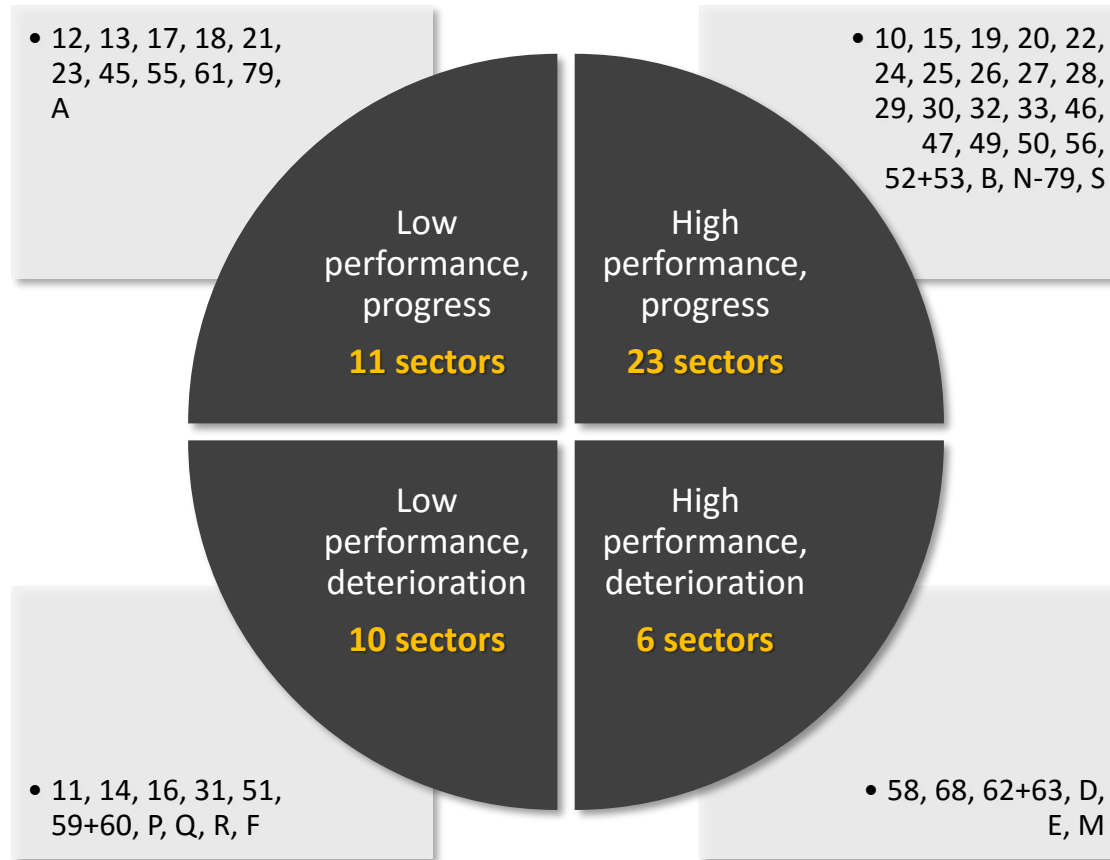 • 12, 13, 17, 18, 21,
23, 45, 55, 61, 79,
A
• 10, 15, 19, 20, 22,
24, 25, 26, 27, 28,
29, 30, 32, 33, 46,
47, 49, 50, 56,
52+53, B, N-79, S
Low
performance,
progress
11 sectors
High
performance,
progress
23 sectors
Low
performance,
deterioration
10 sectors
High
performance,
deterioration
6 sectors
• 11, 14, 16, 31, 51,
59+60, P, Q, R, F
• 58, 68, 62+63, D,
E, M